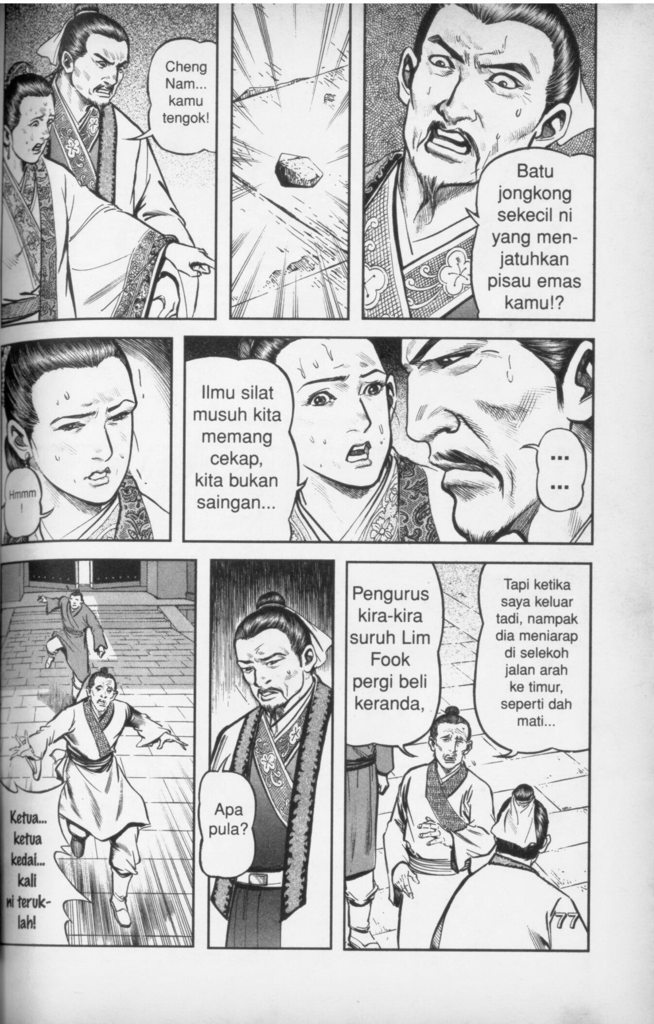 Cheng
Nam...
kamu
tengok!
Batu
jongkong
sekecil ni
yang men-
jatuhkan
pisau emas
kamu!?
Hmmm
!
Ilmu silat
musuh kita
memang
cekap,
kita bukan
saingan...
...
...
Ketua...
ketua
kedai...
kali
ni teruk-
lah!
Apa
pula?
Pengurus
kira-kira
suruh Lim
Fook
pergi beli
keranda,
Tapi ketika
saya keluar
tadi, nampak
dia meniarap
di selekoh
jalan arah
ke timur,
seperti dah
mati...
77